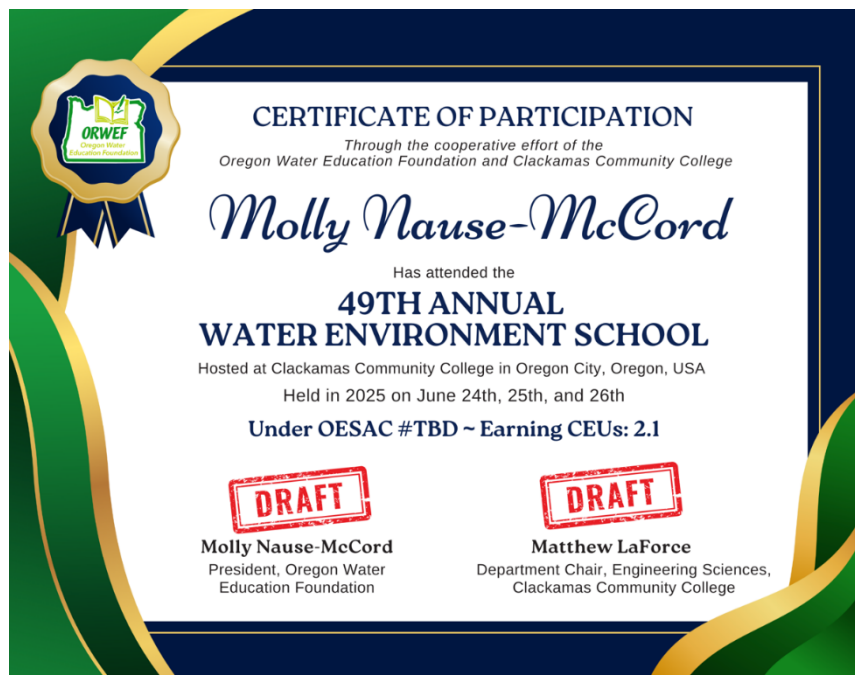 ORWEF
Oregon Water
Education Foundation
CERTIFICATE OF PARTICIPATION
Through the cooperative effort of the
Oregon Water Education Foundation and Clackamas Community College
Molly Nause-McCord
Has attended the
49TH ANNUAL
WATER ENVIRONMENT SCHOOL
Hosted at Clackamas Community College in Oregon City, Oregon, USA
Held in 2025 on June 24th, 25th, and 26th
Under OESAC #TBD ~ Earning CEUs: 2.1
DRAFT
Molly Nause-McCord
President, Oregon Water
Education Foundation
DRAFT
Matthew LaForce
Department Chair, Engineering Sciences,
Clackamas Community College